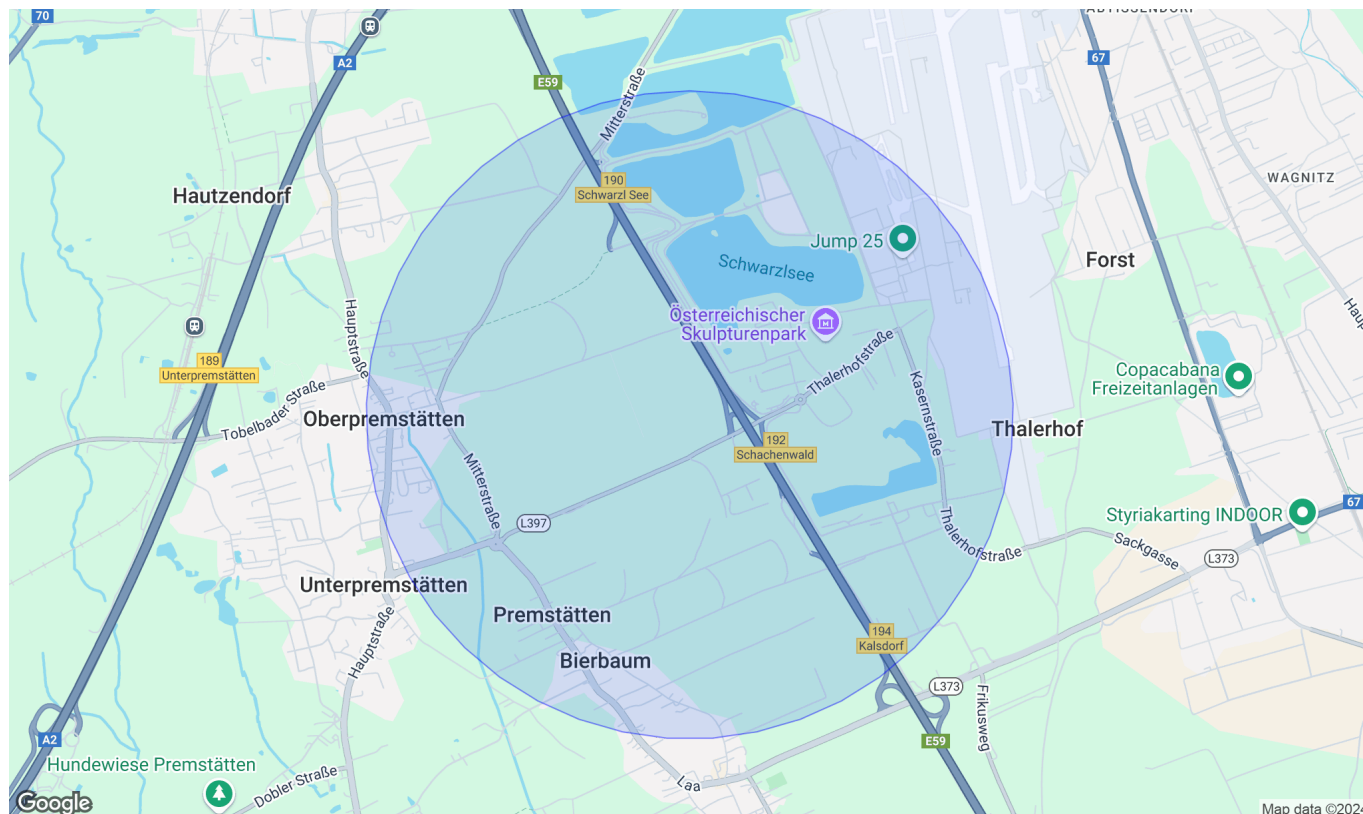 70
ABTISSENDORF
A2
67
E59
Mitterstraße
190
Schwarzl See
Hautzendorf
WAGNITZ
Jump 25
Forst
Schwarzlsee
Hauptstraße
Österreichischer
Skulpturenpark
189
Unterpremstätten
Thalerhofstraße
Copacabana
Freizeitanlagen
Kasernstraße
Tobelbader Straße
Oberpremstätten
Thalerhof
192
Schachenwald
Mitterstraße
L397
67
Styriakarting INDOOR
Thalerhofstraße
Sackgasse
L373
Unterpremstätten
Premstätten
Hauptstraße
194
Kalsdorf
Bierbaum
L373
Frikusweg
A2
E59
Hundewiese Premstätten
Dobler Straße
Laa
Google
Map data ©2024